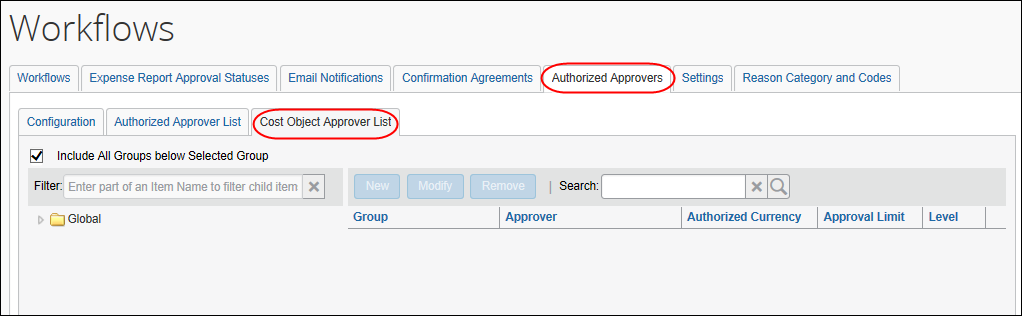 Workflows
Workflows Expense Report Approval Statuses Email Notifications Confirmation Agreements Authorized Approvers Settings Reason Category and Codes
Configuration Authorized Approver List Cost Object Approver List
Include All Groups below Selected Group
Filter: Enter part of an Item Name to filter child item New Modify Remove | Search:
Global
Group Approver Authorized Currency Approval Limit Level